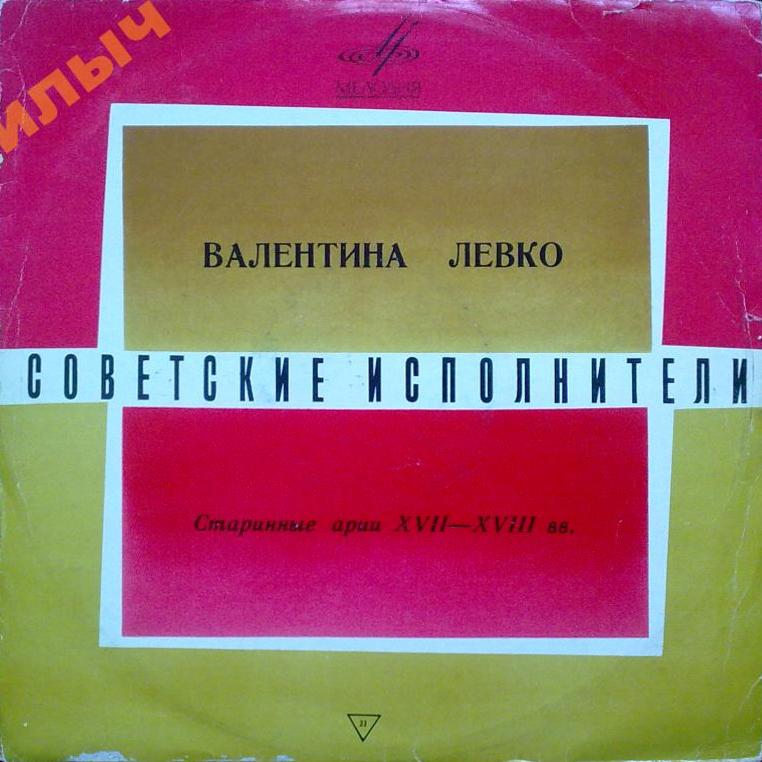 илыч
МЕЛОДИЯ
ВАЛЕНТИНА ЛЕВКО
СОВЕТСКИЕ ИСПОЛНИТЕЛИ
Старинные арии XVII—XVIII вв.